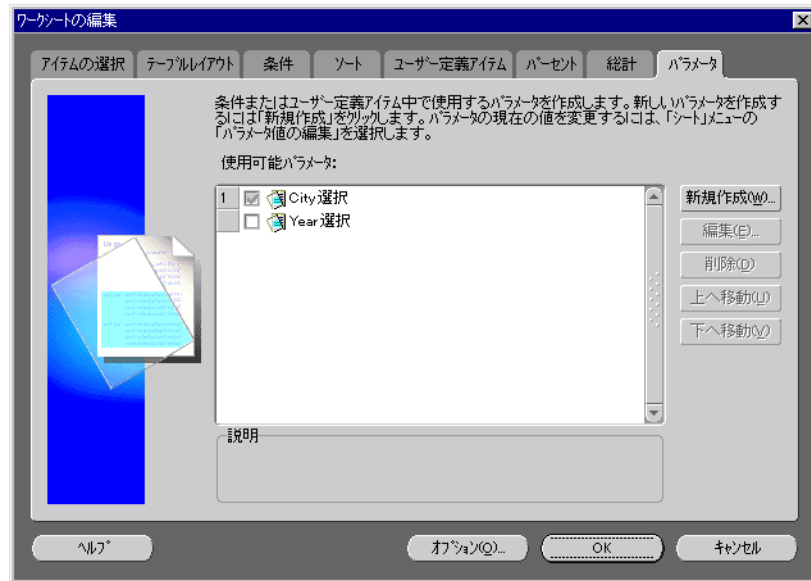 ワークシートの編集
アイテムの選択 テーブルレイアウト 条件 ソート ユーザー定義アイテム パーセント 総計 パラメータ
条件またはユーザー定義アイテム中で使用するパラメータを作成します。新しいパラメータを作成す
るには「新規作成」をクリックします。パラメータの現在の値を変更するには、「シート」メニューの
「パラメータ値の編集」を選択します。
使用可能パラメータ:
1 City選択
Year選択
新規作成(W)...
編集(E)...
削除(D)
上へ移動(U)
下へ移動(V)
説明
ヘルプ オプション(O)... OK キャンセル